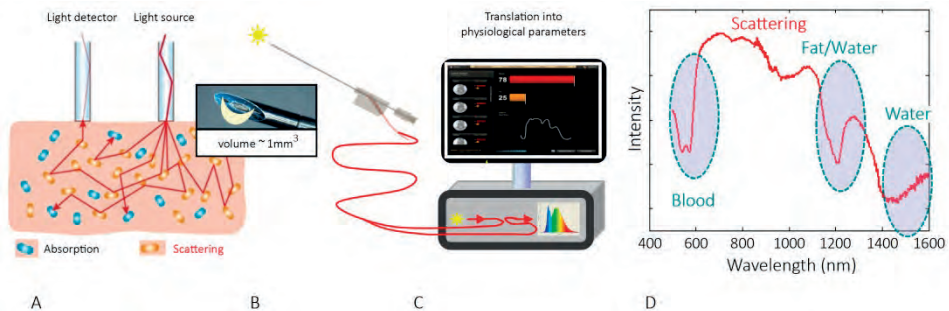 Light detector
Light source
Absorption
Scattering
A
volume ~ 1mm³
B
Translation into
physiological parameters
78
25
C
Intensity
Scattering
Fat/Water
Water
Blood
400
600
800
1000
1200
1400
1600
Wavelength (nm)
D